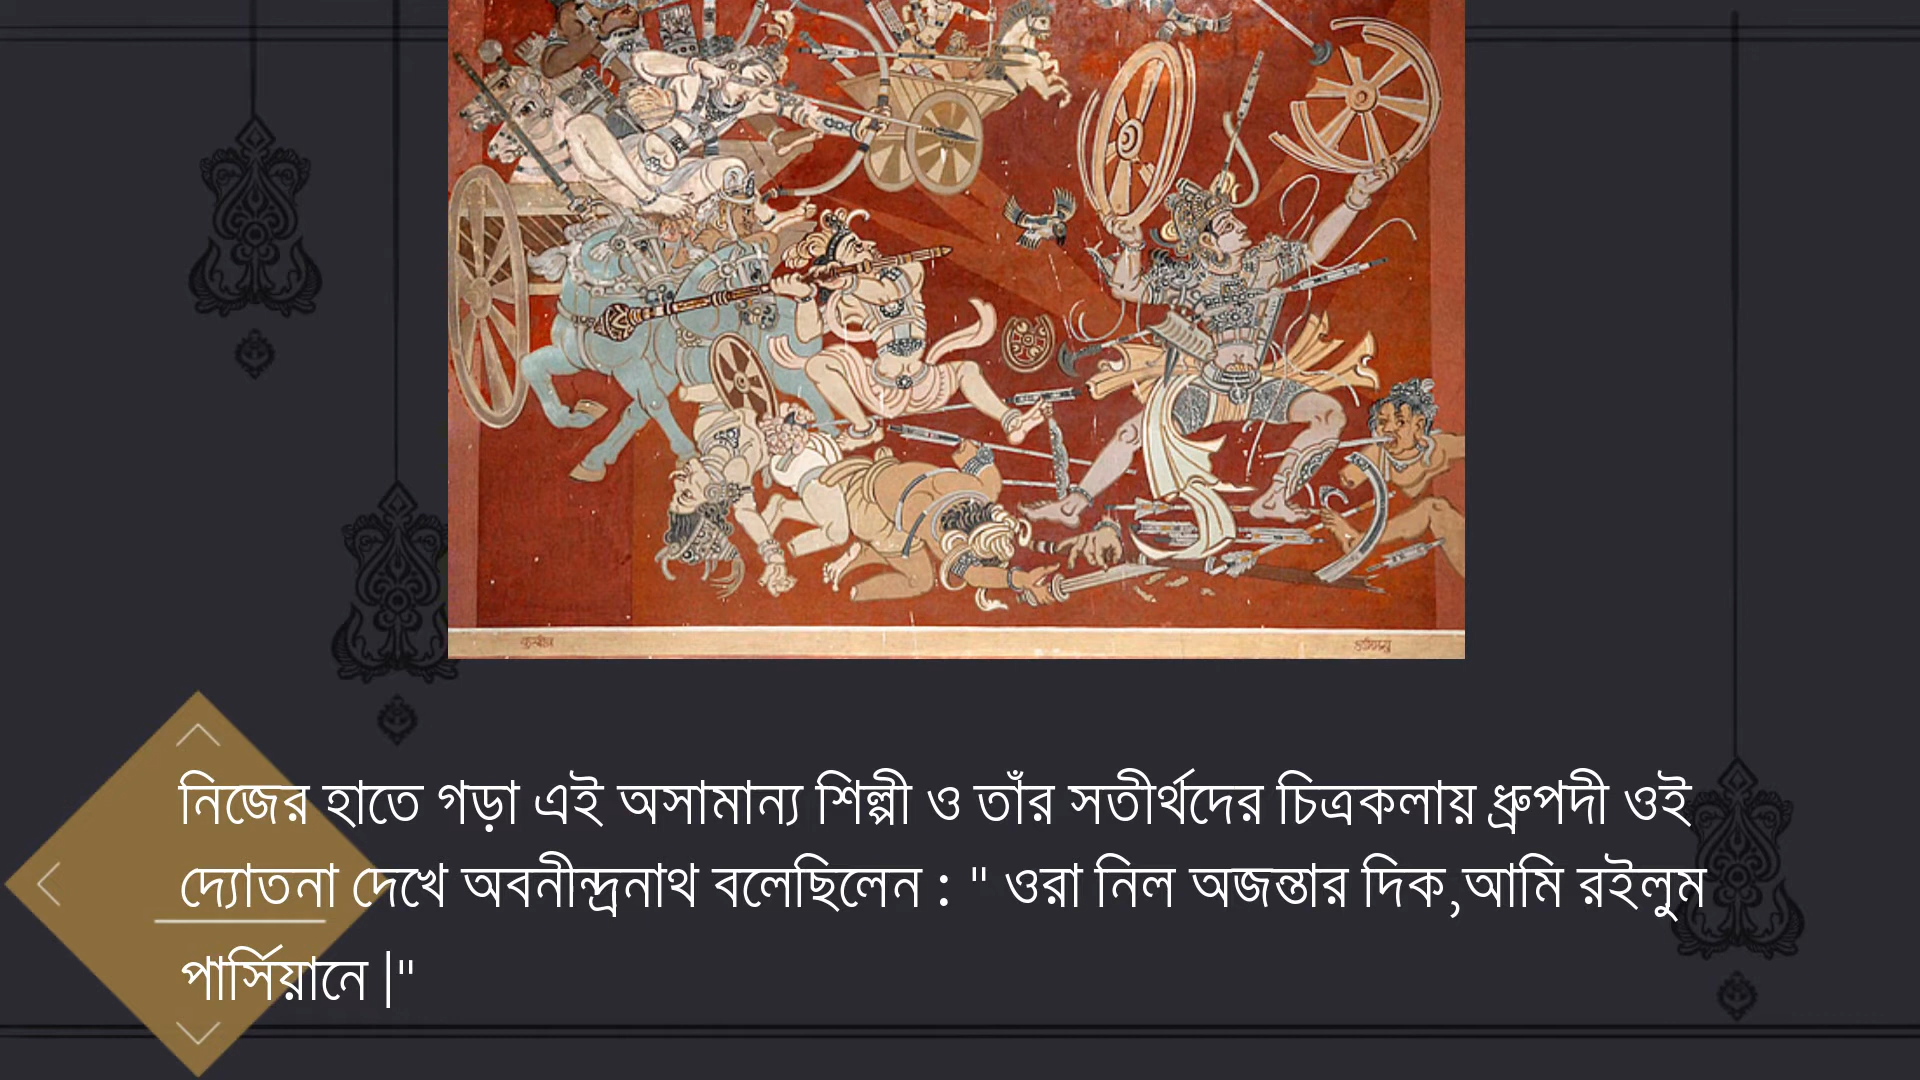 নিজের হাতে গড়া এই অসামান্য শিল্পী ও তাঁর সতীর্থদের চিত্রকলায় ধ্রুপদী ওই
দ্যোতনা দেখে অবনীন্দ্রনাথ বলেছিলেন : " ওরা নিল অজন্তার দিক,আমি রইলুম
পার্সিয়ানে |"